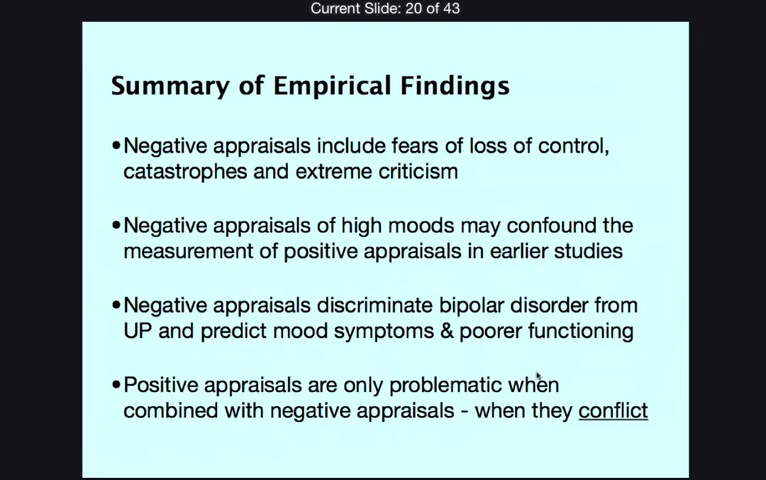 Current Slide: 20 of 43
Summary of Empirical Findings
•Negative appraisals include fears of loss of control,
catastrophes and extreme criticism
•Negative appraisals of high moods may confound the
measurement of positive appraisals in earlier studies
•Negative appraisals discriminate bipolar disorder from
UP and predict mood symptoms & poorer functioning
•Positive appraisals are only problematic when
combined with negative appraisals - when they conflict